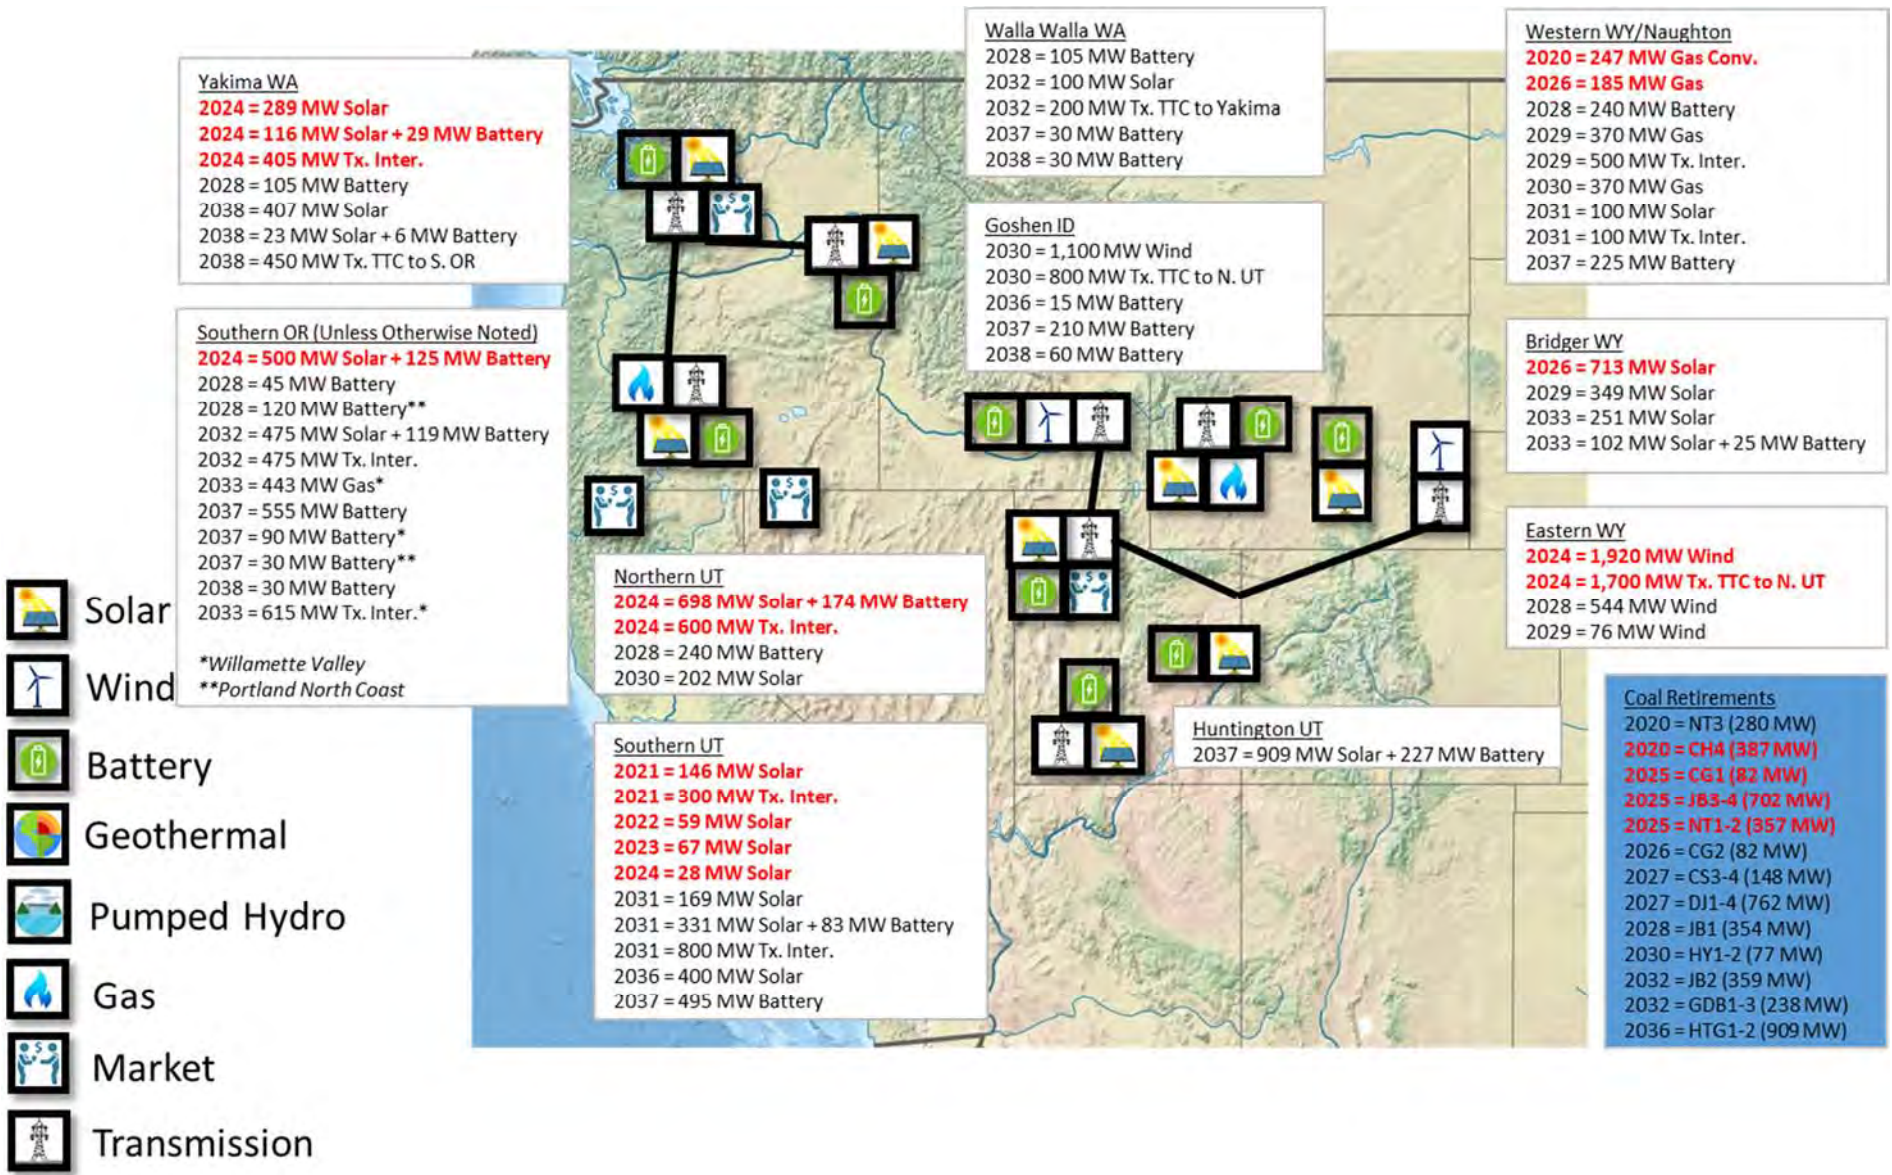 Yakima WA
2024 = 289 MW Solar
2024 = 116 MW Solar + 29 MW Battery
2024 = 405 MW Tx. Inter.
2028 = 105 MW Battery
2038 = 407 MW Solar
2038 = 23 MW Solar + 6 MW Battery
2038 = 450 MW Tx. TTC to S. OR
Southern OR (Unless Otherwise Noted)
2024 = 500 MW Solar + 125 MW Battery
2028 = 45 MW Battery
2028 = 120 MW Battery**
2032 = 475 MW Solar + 119 MW Battery
2032 = 475 MW Tx. Inter.
2033 = 443 MW Gas*
2037 = 555 MW Battery
2037 = 90 MW Battery*
2037 = 30 MW Battery**
2038 = 30 MW Battery
2033 = 615 MW Tx. Inter.*
*Willamette Valley
**Portland North Coast
Walla Walla WA
2028 = 105 MW Battery
2032 = 100 MW Solar
2032 = 200 MW Tx. TTC to Yakima
2037 = 30 MW Battery
2038 = 30 MW Battery
Goshen ID
2030 = 1,100 MW Wind
2030 = 800 MW Tx. TTC to N. UT
2036 = 15 MW Battery
2037 = 210 MW Battery
2038 = 60 MW Battery
Western WY/Naughton
2020 = 247 MW Gas Conv.
2026 = 185 MW Gas
2028 = 240 MW Battery
2029 = 370 MW Gas
2029 = 500 MW Tx. Inter.
2030 = 370 MW Gas
2031 = 100 MW Solar
2031 = 100 MW Tx. Inter.
2037 = 225 MW Battery
Bridger WY
2026 = 713 MW Solar
2029 = 349 MW Solar
2033 = 251 MW Solar
2033 = 102 MW Solar + 25 MW Battery
Eastern WY
2024 = 1,920 MW Wind
2024 = 1,700 MW Tx. TTC to N. UT
2028 = 544 MW Wind
2029 = 76 MW Wind
Northern UT
2024 = 698 MW Solar + 174 MW Battery
2024 = 600 MW Tx. Inter.
2028 = 240 MW Battery
2030 = 202 MW Solar
Southern UT
2021 = 146 MW Solar
2021 = 300 MW Tx. Inter.
2022 = 59 MW Solar
2023 = 67 MW Solar
2024 = 28 MW Solar
2031 = 169 MW Solar
2031 = 331 MW Solar + 83 MW Battery
2031 = 800 MW Tx. Inter.
2036 = 400 MW Solar
2037 = 495 MW Battery
Huntington UT
2037 = 909 MW Solar + 227 MW Battery
Coal Retirements
2020 = NT3 (280 MW)
2020 = CH4 (387 MW)
2025 = CG1 (82 MW)
2025 = JB3-4 (702 MW)
2025 = NT1-2 (357 MW)
2026 = CG2 (82 MW)
2027 = CS3-4 (148 MW)
2027 = DJ1-4 (762 MW)
2028 = JB1 (354 MW)
2030 = HY1-2 (77 MW)
2032 = JB2 (359 MW)
2032 = GDB1-3 (238 MW)
2036 = HTG1-2 (909 MW)
Solar
Wind
Battery
Geothermal
Pumped Hydro
Gas
Market
Transmission